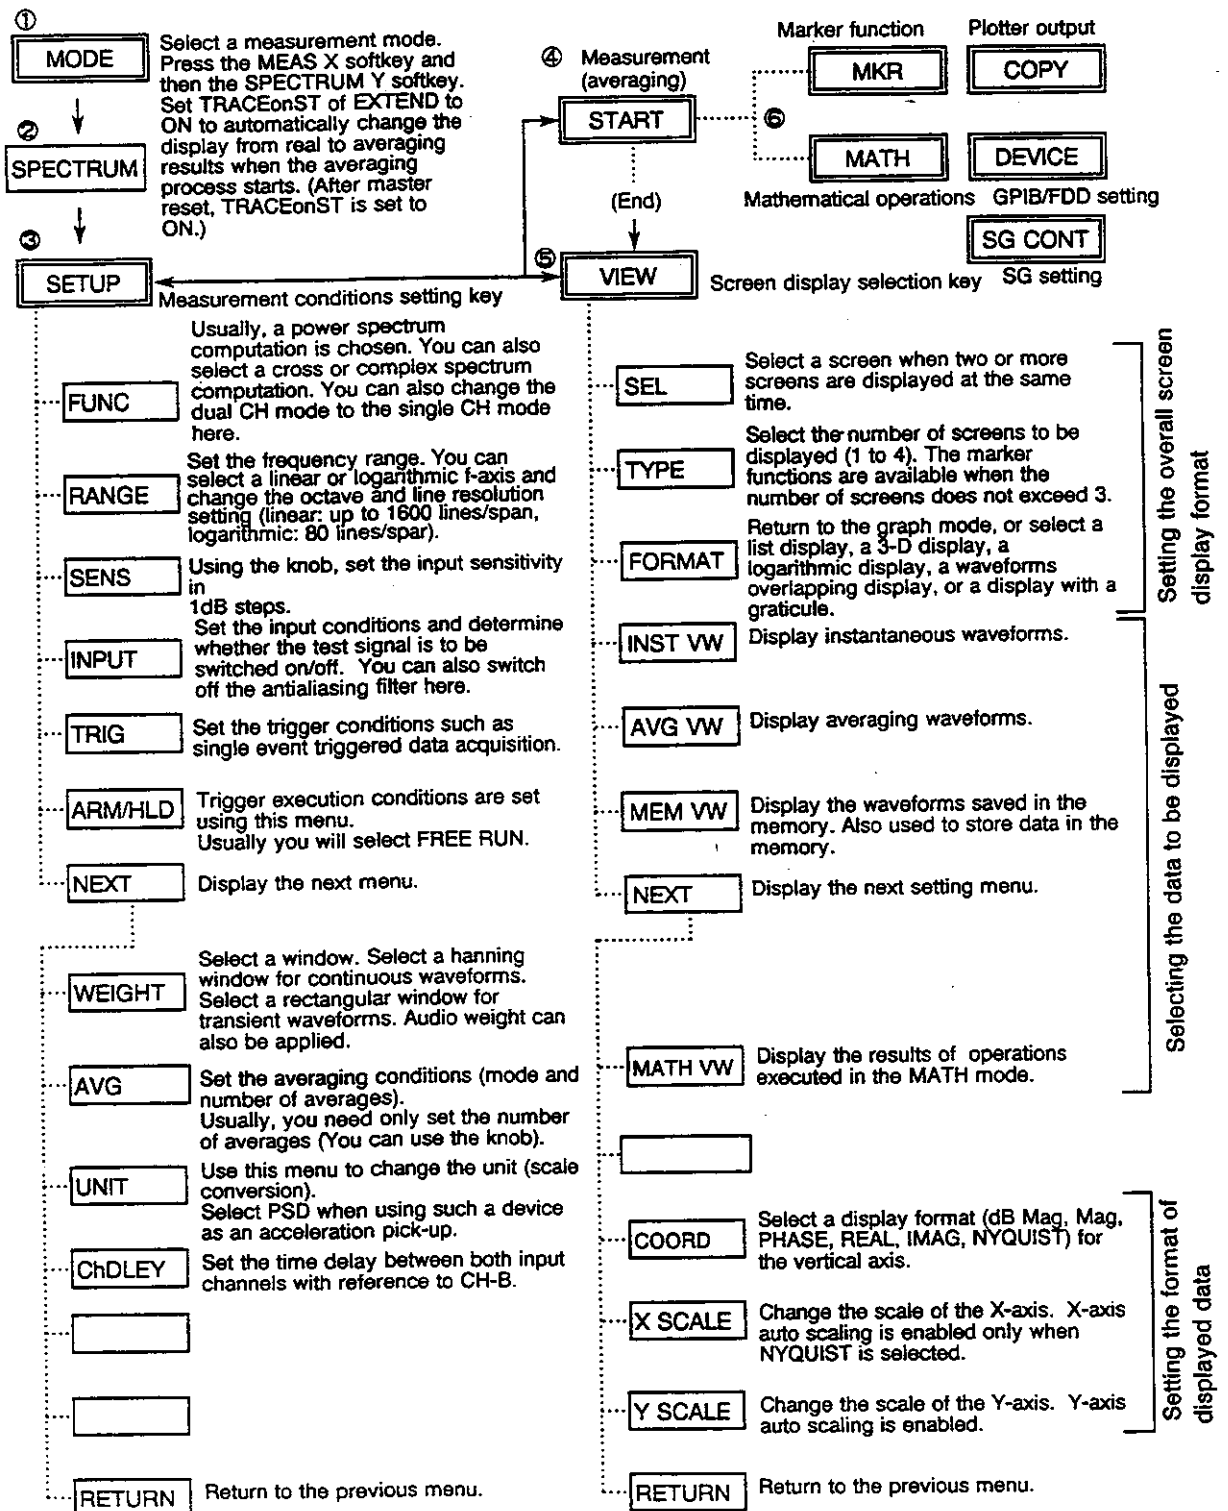 ①
MODE
Select a measurement mode.
Press the MEAS X softkey and
then the SPECTRUM Y softkey.
Set TRACEonST of EXTEND to
ON to automatically change the
display from real to averaging
results when the averaging
process starts. (After master
reset, TRACEonST is set to
ON.)
②
SPECTRUM
③
SETUP
Measurement conditions setting key
④ Measurement
(averaging)
START
(End)
⑤
VIEW
Screen display selection key
⑥
Marker function
MKR
Plotter output
COPY
MATH
Mathematical operations
DEVICE
GPIB/FDD setting
SG CONT
SG setting
FUNC
Usually, a power spectrum
computation is chosen. You can also
select a cross or complex spectrum
computation. You can also change the
dual CH mode to the single CH mode
here.
RANGE
Set the frequency range. You can
select a linear or logarithmic f-axis and
change the octave and line resolution
setting (linear: up to 1600 lines/span,
logarithmic: 80 lines/spar).
SENS
Using the knob, set the input sensitivity
in
1dB steps.
INPUT
Set the input conditions and determine
whether the test signal is to be
switched on/off. You can also switch
off the antialiasing filter here.
TRIG
Set the trigger conditions such as
single event triggered data acquisition.
ARM/HLD
Trigger execution conditions are set
using this menu.
Usually you will select FREE RUN.
NEXT
Display the next menu.
WEIGHT
Select a window. Select a hanning
window for continuous waveforms.
Select a rectangular window for
transient waveforms. Audio weight can
also be applied.
AVG
Set the averaging conditions (mode and
number of averages).
Usually, you need only set the number
of averages (You can use the knob).
UNIT
Use this menu to change the unit (scale
conversion).
Select PSD when using such a device
as an acceleration pick-up.
ChDLEY
Set the time delay between both input
channels with reference to CH-B.
RETURN
Return to the previous menu.
SEL
Select a screen when two or more
screens are displayed at the same
time.
TYPE
Select the number of screens to be
displayed (1 to 4). The marker
functions are available when the
number of screens does not exceed 3.
FORMAT
Return to the graph mode, or select a
list display, a 3-D display, a
logarithmic display, a waveforms
overlapping display, or a display with a
graticule.
Setting the overall screen
display format
INST VW
Display instantaneous waveforms.
AVG VW
Display averaging waveforms.
MEM VW
Display the waveforms saved in the
memory. Also used to store data in the
memory.
NEXT
Display the next setting menu.
MATH VW
Display the results of operations
executed in the MATH mode.
Selecting the data to be displayed
COORD
Select a display format (dB Mag, Mag,
PHASE, REAL, IMAG, NYQUIST) for
the vertical axis.
X SCALE
Change the scale of the X-axis. X-axis
auto scaling is enabled only when
NYQUIST is selected.
Y SCALE
Change the scale of the Y-axis. Y-axis
auto scaling is enabled.
Setting the format of
displayed data
RETURN
Return to the previous menu.